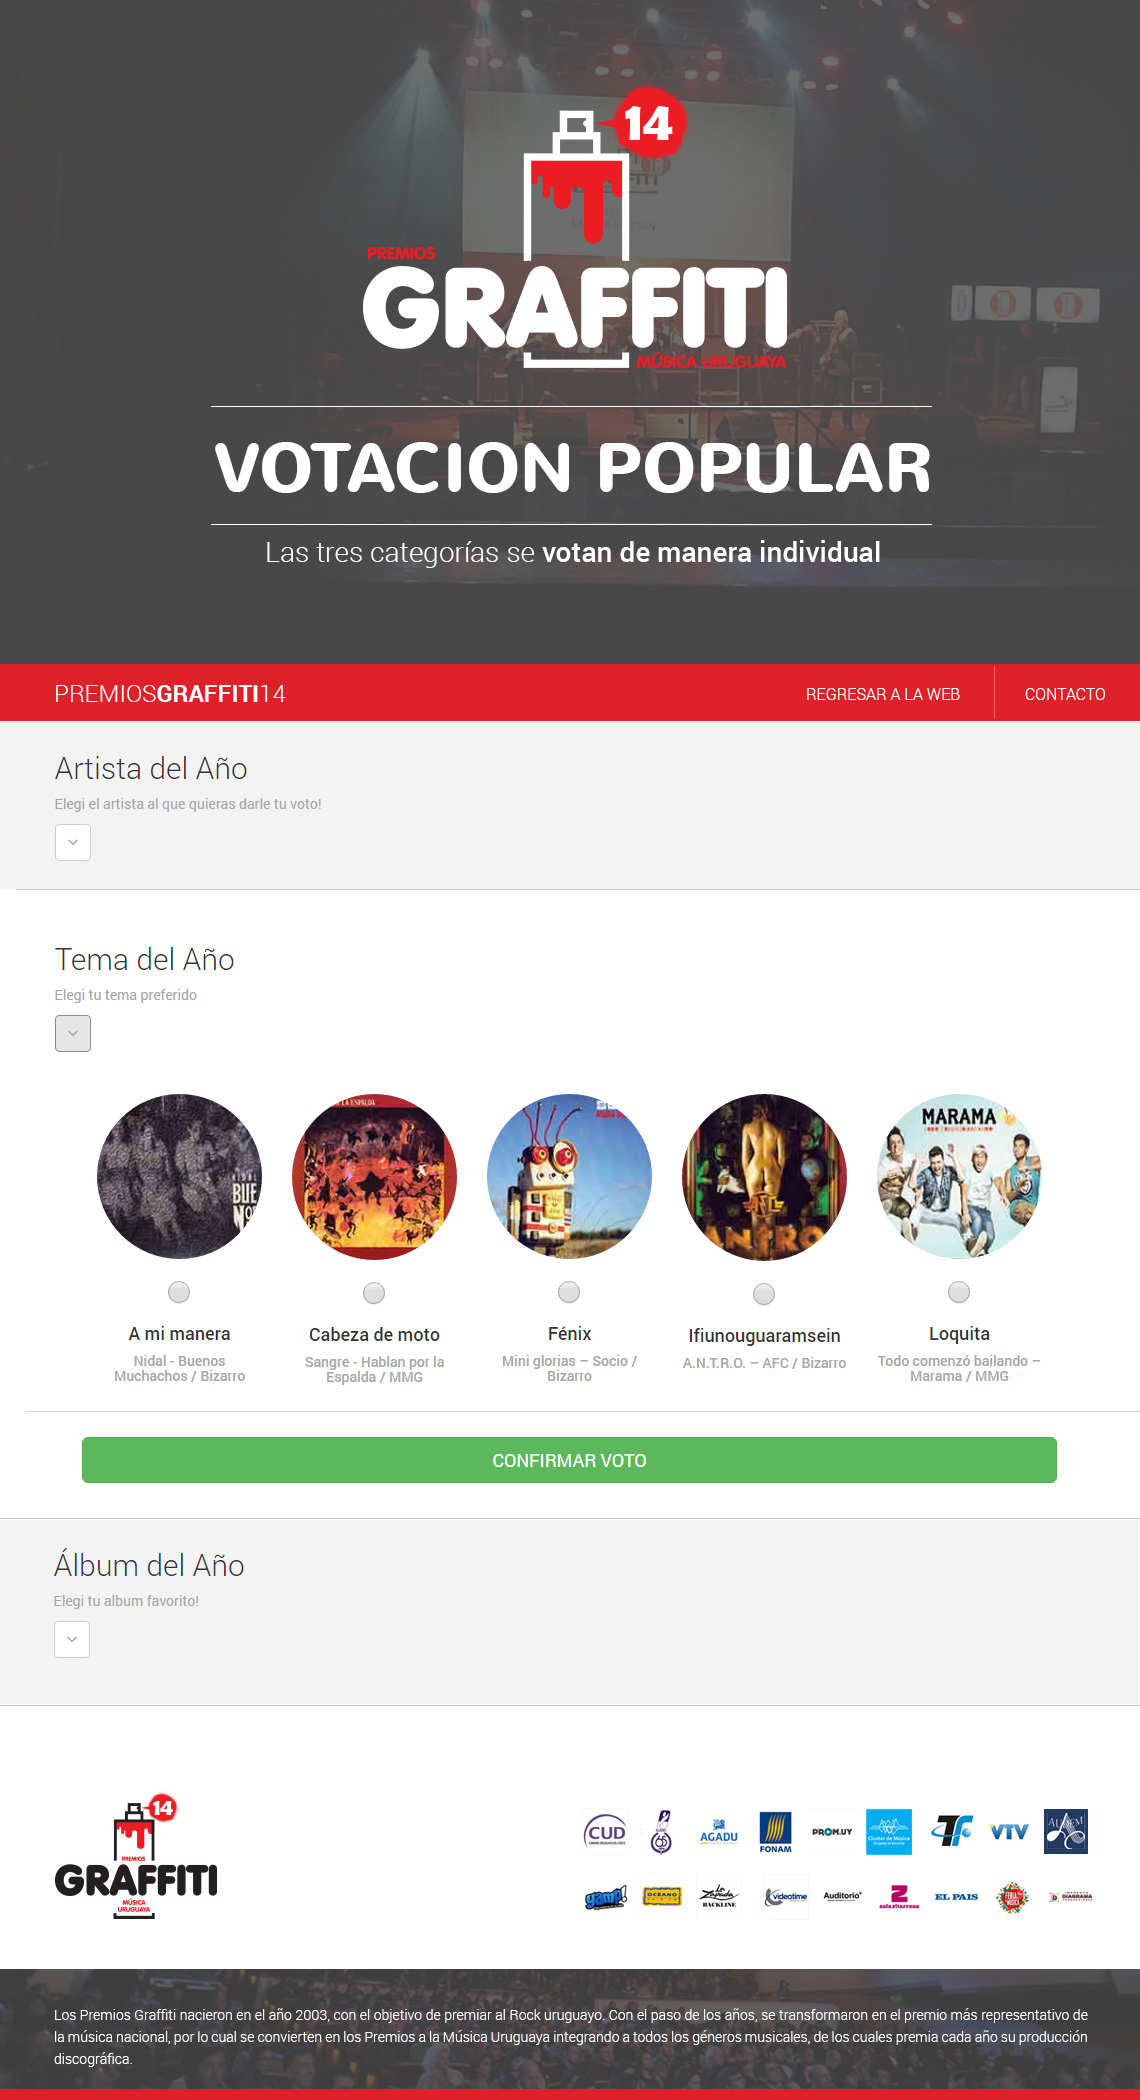 14
PREMIOS
GRAFFITI
MÚSICA URUGUAYA
VOTACION POPULAR
Las tres categorías se votan de manera individual
PREMIOSGRAFFITI14
REGRESAR A LA WEB
CONTACTO
Artista del Año
Elegi el artista al que quieras darle tu voto!
Tema del Año
Elegi tu tema preferido
MARAMA
A mi manera
Nidal - Buenos
Muchachos / Bizarro
Cabeza de moto
Sangre - Hablan por la
Espalda / MMG
Fénix
Mini glorias – Socio /
Bizarro
Ifiunouguaramsein
A.N.T.R.O. – AFC / Bizarro
Loquita
Todo comenzó bailando –
Marama / MMG
CONFIRMAR VOTO
Álbum del Año
Elegi tu album favorito!
14
PREMIOS
GRAFFITI
MÚSICA
URUGUAYA
CUD
65
AGADU
FONAM
PROM.UY
Cluster de Música
VTV
AUDEM
yamp!
OCEANO
La Zapada
BACKLINE
videotime
Auditorio
sala zitarrosa
EL PAIS
DIAGRAMA
Los Premios Graffiti nacieron en el año 2003, con el objetivo de premiar al Rock uruguayo. Con el paso de los años, se transformaron en el premio más representativo de
la música nacional, por lo cual se convierten en los Premios a la Música Uruguaya integrando a todos los géneros musicales, de los cuales premia cada año su producción
discográfica.